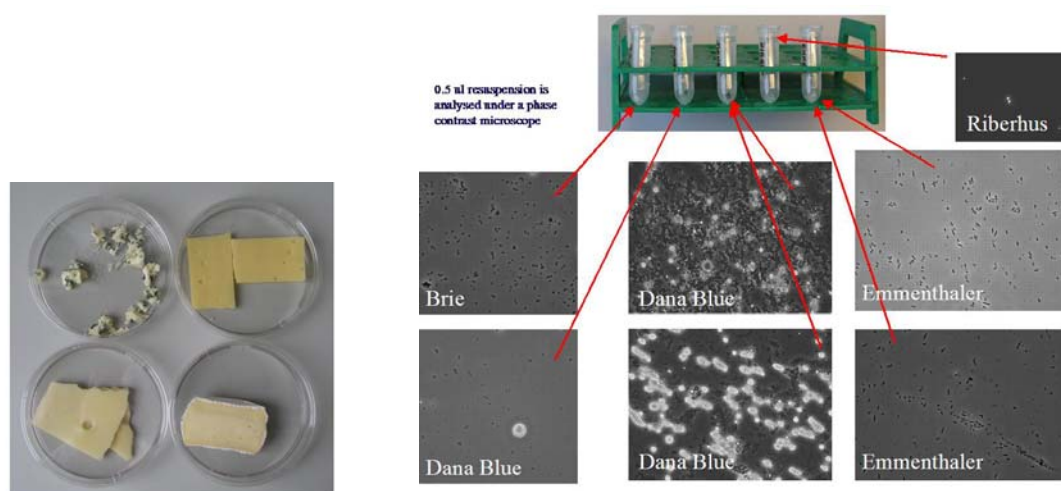 0.5 ul resuspension is
analysed under a phase
contrast microscope
Riberhus
Brie
Dana Blue
Emmenthaler
Dana Blue
Dana Blue
Emmenthaler